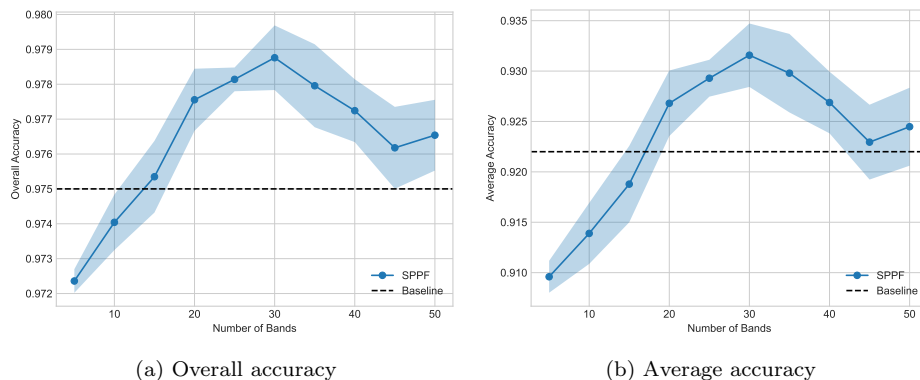 0.980
0.979
0.978
0.977
0.976
0.975
0.974
0.973
0.972
Overall Accuracy
10 20 30 40 50
Number of Bands
SPPF
Baseline
(a) Overall accuracy
0.935
0.930
0.925
0.920
0.915
0.910
Average Accuracy
10 20 30 40 50
Number of Bands
SPPF
Baseline
(b) Average accuracy